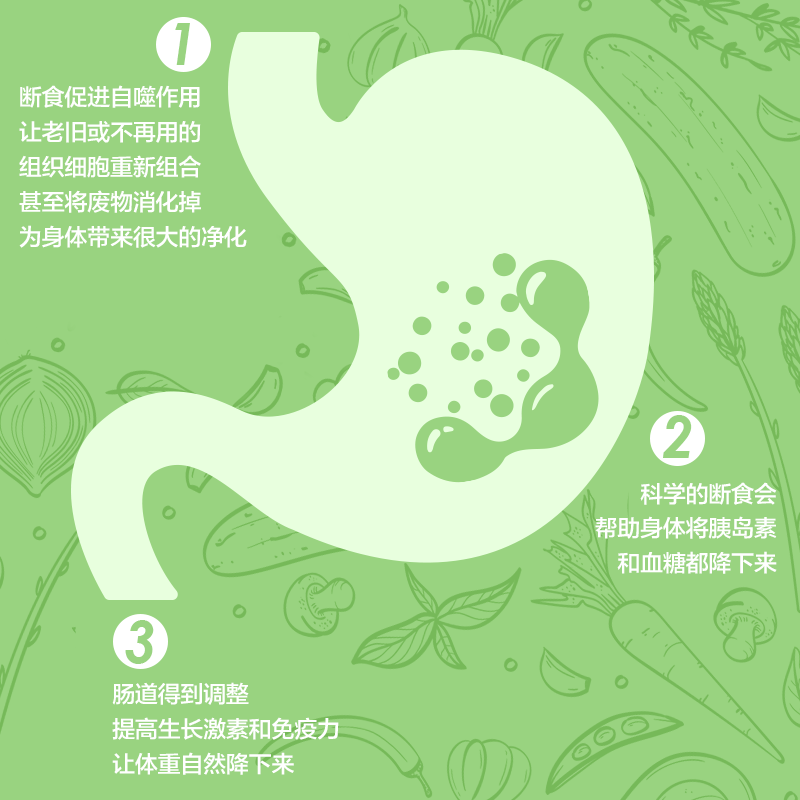 1
断食促进自噬作用
让老旧或不再用的
组织细胞重新组合
甚至将废物消化掉
为身体带来很大的净化
2
科学的断食会
帮助身体将胰岛素
和血糖都降下来
3
肠道得到调整
提高生长激素和免疫力
让体重自然降下来